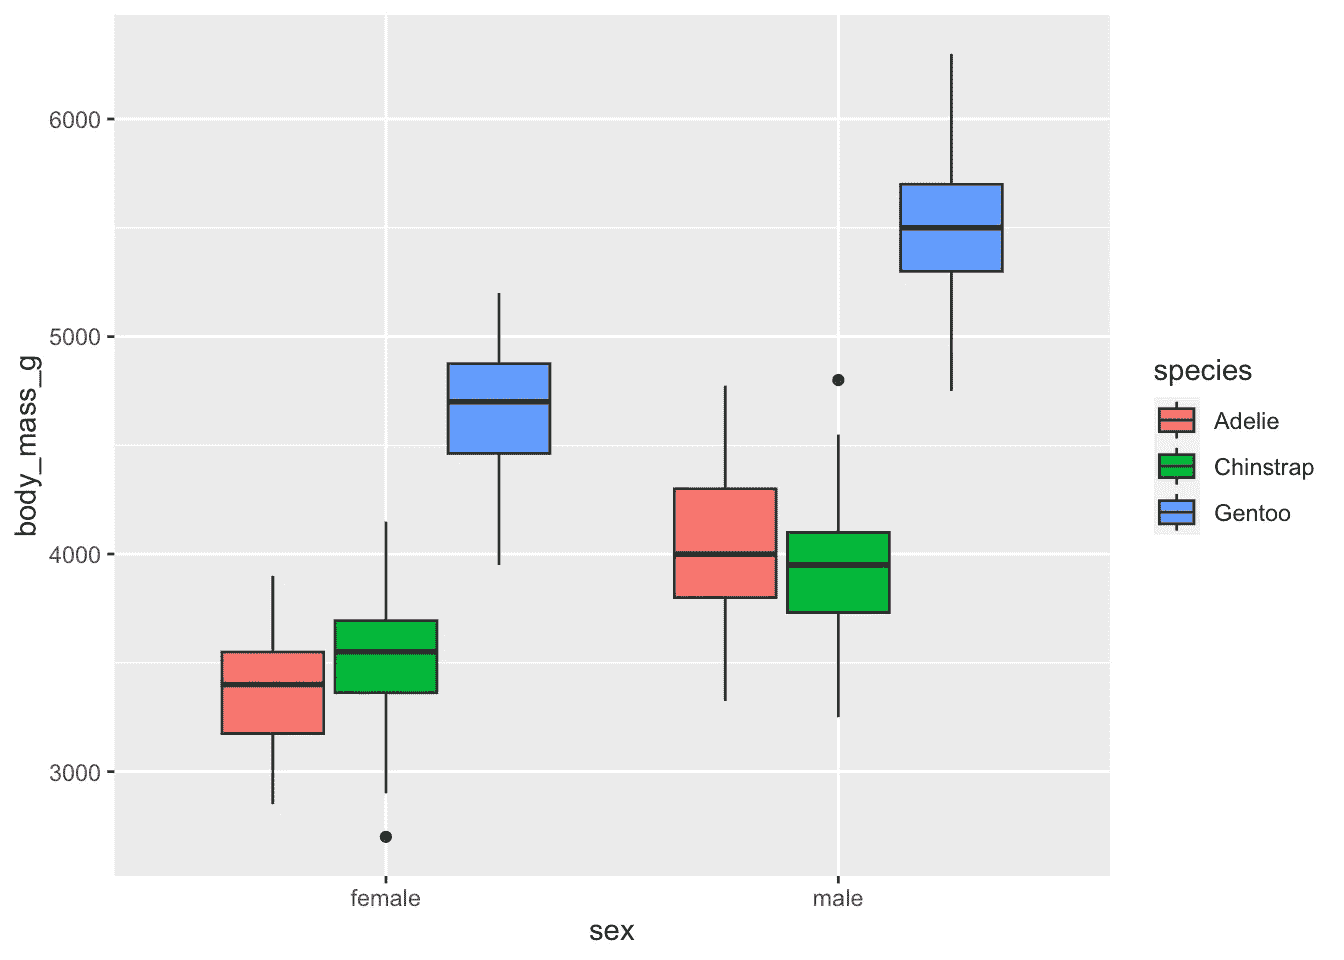 6000
5000
4000
3000
body_mass_g
female
male
sex
species
Adelie
Chinstrap
Gentoo